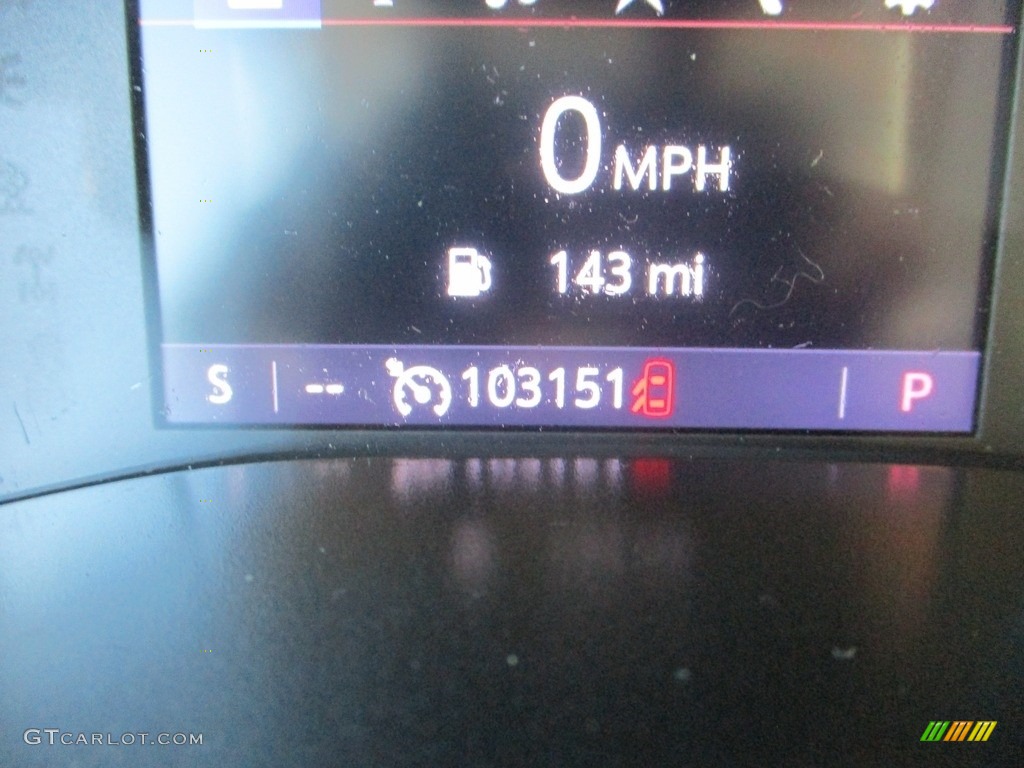 0 MPH
143 mi
S -- 103151 P
GTCARLOT.COM